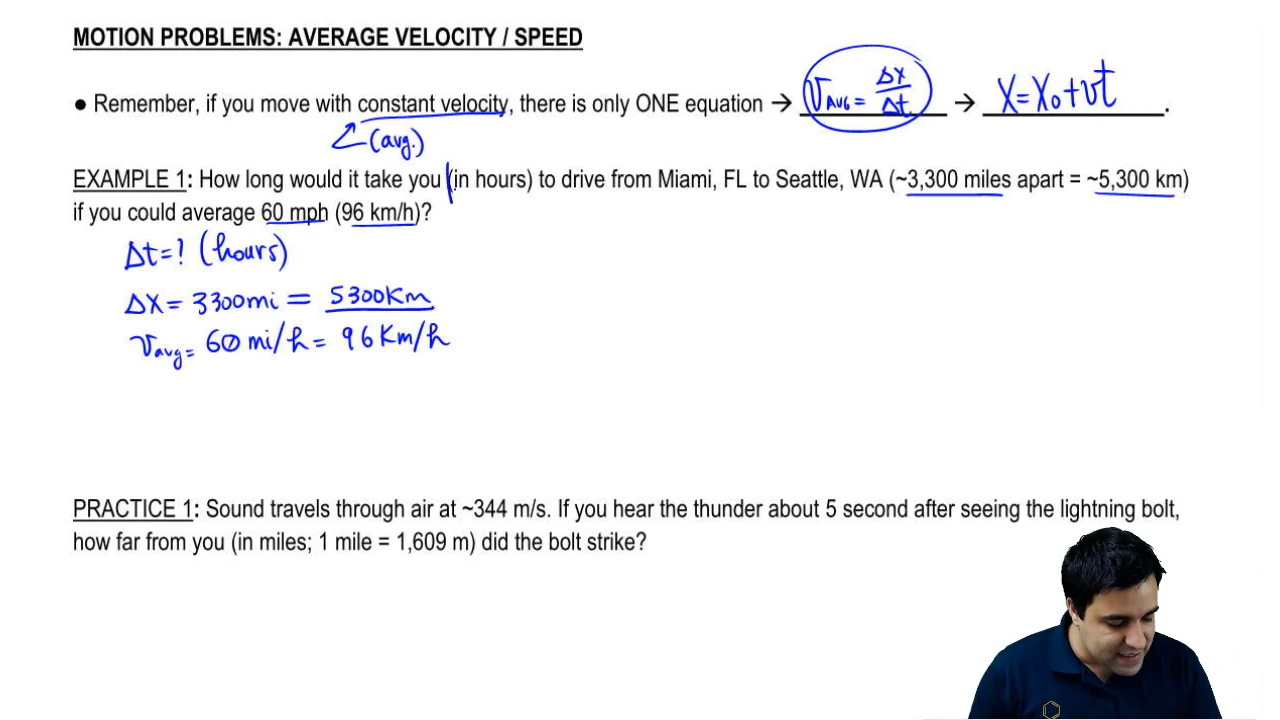 MOTION PROBLEMS: AVERAGE VELOCITY / SPEED
● Remember, if you move with constant velocity, there is only ONE equation → VAVG = Δx/Δt → X=X₀+vt.
(avg.)
EXAMPLE 1: How long would it take you (in hours) to drive from Miami, FL to Seattle, WA (~3,300 miles apart = ~5,300 km)
if you could average 60 mph (96 km/h)?
Δt=? (hours)
Δx= 3300mi = 5300Km
Vavg= 60 mi/h = 96 Km/h
PRACTICE 1: Sound travels through air at ~344 m/s. If you hear the thunder about 5 second after seeing the lightning bolt,
how far from you (in miles; 1 mile = 1,609 m) did the bolt strike?